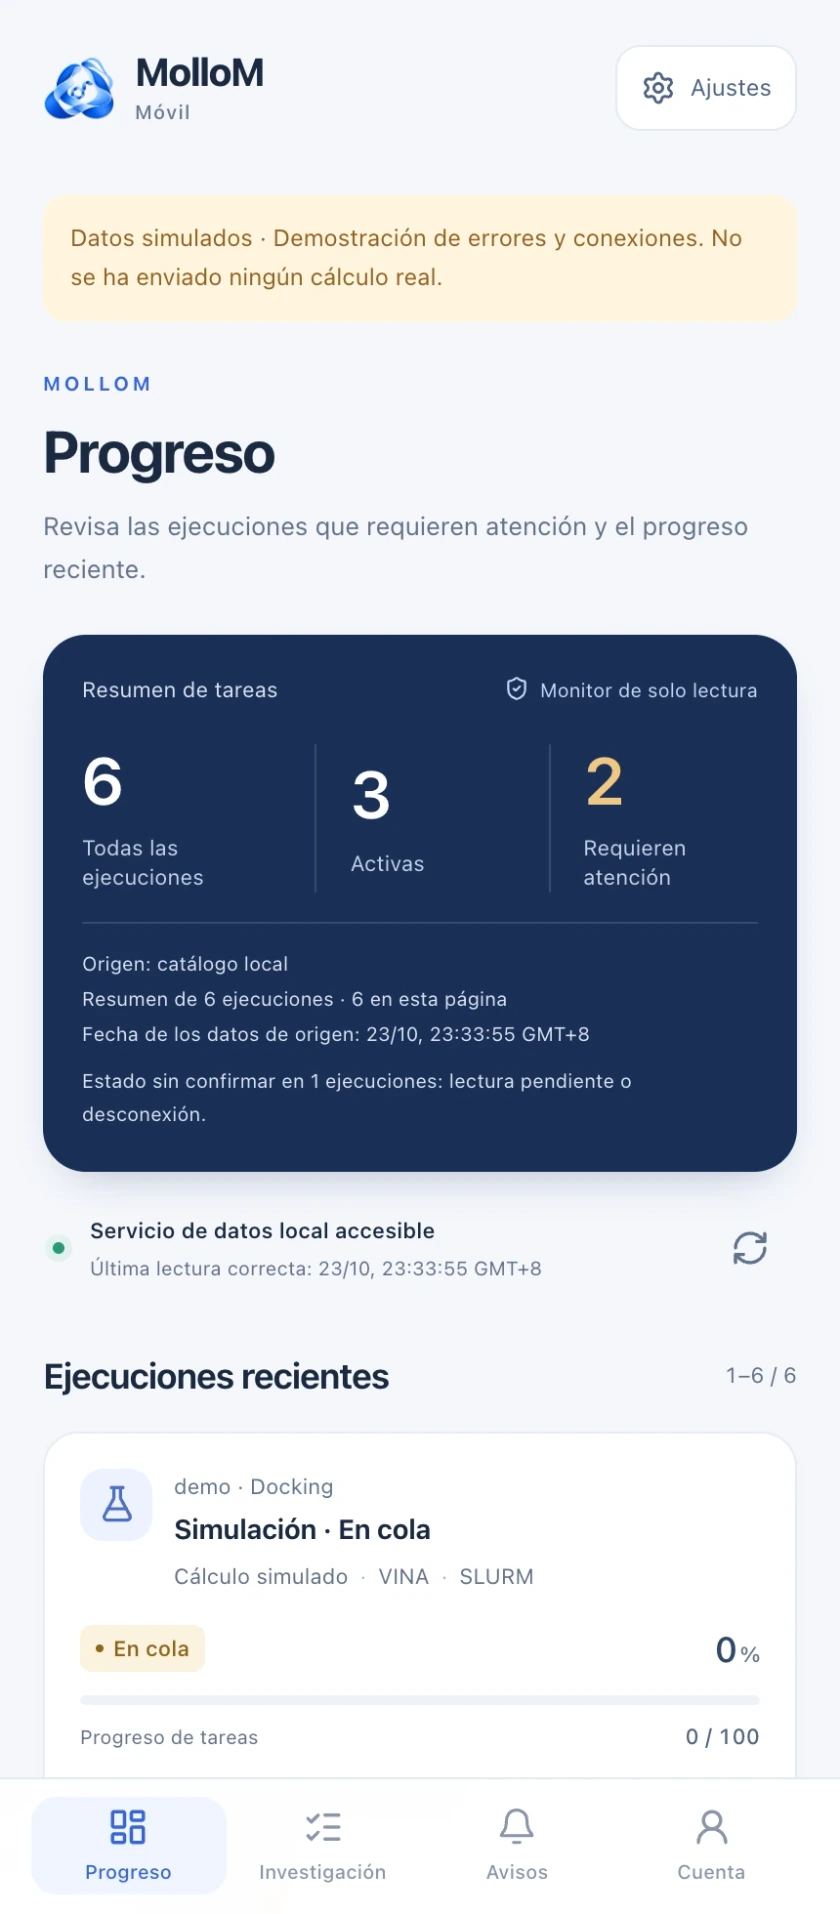 MolloM
Móvil
Ajustes
Datos simulados · Demostración de errores y conexiones. No
se ha enviado ningún cálculo real.
MOLLOM
Progreso
Revisa las ejecuciones que requieren atención y el progreso
reciente.
Resumen de tareas
Monitor de solo lectura
6
Todas las
ejecuciones
3
Activas
2
Requieren
atención
Origen: catálogo local
Resumen de 6 ejecuciones · 6 en esta página
Fecha de los datos de origen: 23/10, 23:33:55 GMT+8
Estado sin confirmar en 1 ejecuciones: lectura pendiente o
desconexión.
Servicio de datos local accesible
Última lectura correcta: 23/10, 23:33:55 GMT+8
Ejecuciones recientes
1–6 / 6
demo · Docking
Simulación · En cola
Cálculo simulado · VINA · SLURM
• En cola
0 %
Progreso de tareas
0 / 100
Progreso
Investigación
Avisos
Cuenta